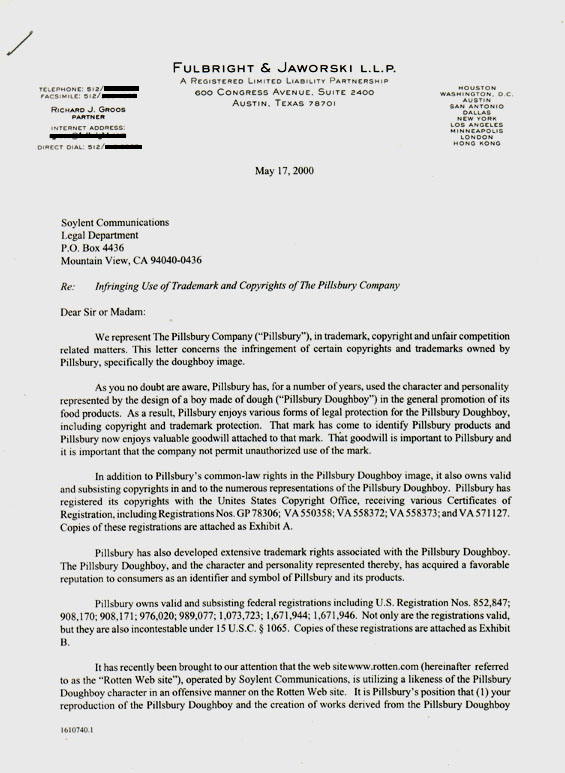 FULBRIGHT & JAWORSKI L.L.P.
A REGISTERED LIMITED LIABILITY PARTNERSHIP
600 CONGRESS AVENUE, SUITE 2400
AUSTIN, TEXAS 78701
TELEPHONE: 512/
FACSIMILE: 512/
RICHARD J. GROOS
PARTNER
INTERNET ADDRESS:
DIRECT DIAL: 512/
HOUSTON
WASHINGTON, D.C.
AUSTIN
SAN ANTONIO
DALLAS
NEW YORK
LOS ANGELES
MINNEAPOLIS
LONDON
HONG KONG
May 17, 2000
Soylent Communications
Legal Department
P.O. Box 4436
Mountain View, CA 94040-0436
Re: Infringing Use of Trademark and Copyrights of The Pillsbury Company
Dear Sir or Madam:
We represent The Pillsbury Company ("Pillsbury"), in trademark, copyright and unfair competition
related matters. This letter concerns the infringement of certain copyrights and trademarks owned by
Pillsbury, specifically the doughboy image.
As you no doubt are aware, Pillsbury has, for a number of years, used the character and personality
represented by the design of a boy made of dough ("Pillsbury Doughboy") in the general promotion of its
food products. As a result, Pillsbury enjoys various forms of legal protection for the Pillsbury Doughboy,
including copyright and trademark protection. That mark has come to identify Pillsbury products and
Pillsbury now enjoys valuable goodwill attached to that mark. That goodwill is important to Pillsbury and
it is important that the company not permit unauthorized use of the mark.
In addition to Pillsbury's common-law rights in the Pillsbury Doughboy image, it also owns valid
and subsisting copyrights in and to the numerous representations of the Pillsbury Doughboy. Pillsbury has
registered its copyrights with the Unites States Copyright Office, receiving various Certificates of
Registration, including Registrations Nos. GP 78306; VA 550358; VA 558372; VA 558373; and VA 571127.
Copies of these registrations are attached as Exhibit A.
Pillsbury has also developed extensive trademark rights associated with the Pillsbury Doughboy.
The Pillsbury Doughboy, and the character and personality represented thereby, has acquired a favorable
reputation to consumers as an identifier and symbol of Pillsbury and its products.
Pillsbury owns valid and subsisting federal registrations including U.S. Registration Nos. 852,847;
908,170; 908,171; 976,020; 989,077; 1,073,723; 1,671,944; 1,671,946. Not only are the registrations valid,
but they are also incontestable under 15 U.S.C. § 1065. Copies of these registrations are attached as Exhibit
B.
It has recently been brought to our attention that the web sitewww.rotten.com (hereinafter referred
to as the "Rotten Web site"), operated by Soylent Communications, is utilizing a likeness of the Pillsbury
Doughboy character in an offensive manner on the Rotten Web site. It is Pillsbury's position that (1) your
reproduction of the Pillsbury Doughboy and the creation of works derived from the Pillsbury Doughboy
1610740.1